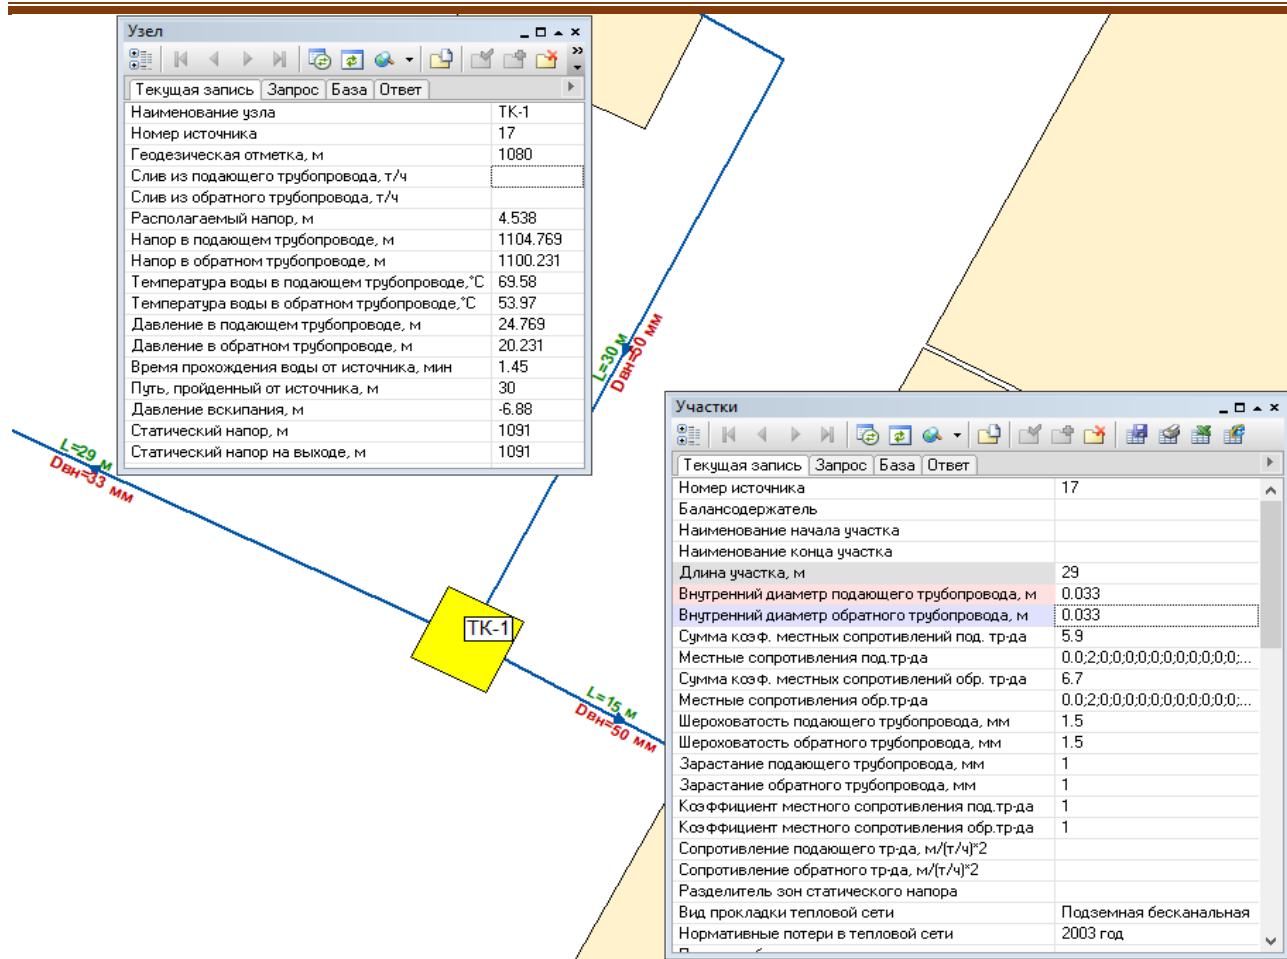 Узел
Текущая запись Запрос База Ответ
Наименование узла ТК-1
Номер источника 17
Геодезическая отметка, м 1080
Слив из подающего трубопровода, т/ч
Слив из обратного трубопровода, т/ч
Располагаемый напор, м 4.538
Напор в подающем трубопроводе, м 1104.769
Напор в обратном трубопроводе, м 1100.231
Температура воды в подающем трубопроводе,°С 69.58
Температура воды в обратном трубопроводе,°С 53.97
Давление в подающем трубопроводе, м 24.769
Давление в обратном трубопроводе, м 20.231
Время прохождения воды от источника, мин 1.45
Путь, пройденный от источника, м 30
Давление вскипания, м -6.88
Статический напор, м 1091
Статический напор на выходе, м 1091
L=30 м
Dвн=50 мм
L=29 м
Dвн=33 мм
ТК-1
L=15 м
Dвн=50 мм
Участки
Текущая запись Запрос База Ответ
Номер источника 17
Балансодержатель
Наименование начала участка
Наименование конца участка
Длина участка, м 29
Внутренний диаметр подающего трубопровода, м 0.033
Внутренний диаметр обратного трубопровода, м 0.033
Сумма коэф. местных сопротивлений под. тр-да 5.9
Местные сопротивления под.тр-да 0.0;2;0;0;0;0;0;0;0;0;0;0;...
Сумма коэф. местных сопротивлений обр. тр-да 6.7
Местные сопротивления обр.тр-да 0.0;2;0;0;0;0;0;0;0;0;0;0;...
Шероховатость подающего трубопровода, мм 1.5
Шероховатость обратного трубопровода, мм 1.5
Зарастание подающего трубопровода, мм 1
Зарастание обратного трубопровода, мм 1
Коэффициент местного сопротивления под.тр-да 1
Коэффициент местного сопротивления обр.тр-да 1
Сопротивление подающего тр-да, м/(т/ч)*2
Сопротивление обратного тр-да, м/(т/ч)*2
Разделитель зон статического напора
Вид прокладки тепловой сети Подземная бесканальная
Нормативные потери в тепловой сети 2003 год